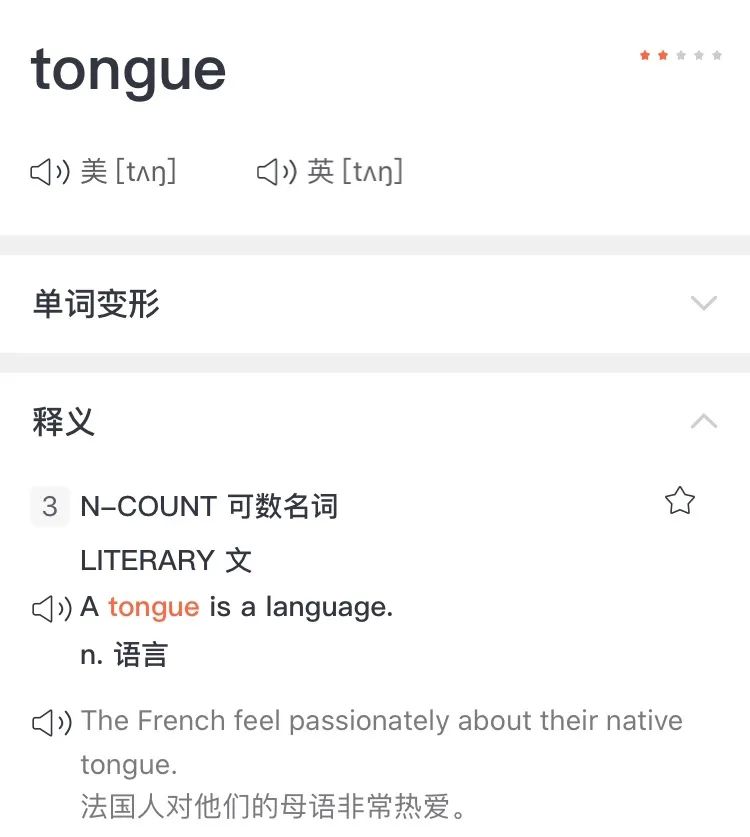 tongue
美 [tʌŋ] 英 [tʌŋ]
单词变形
释义
3 N-COUNT 可数名词
LITERARY 文
A tongue is a language.
n. 语言
The French feel passionately about their native
tongue.
法国人对他们的母语非常热爱。